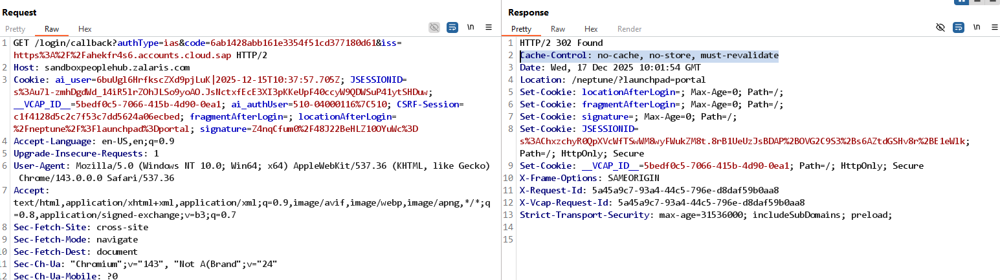 Request
Pretty Raw Hex \n
1 GET /login/callback?authType=ias&code=6ab1428abb161e3354f51cd377180d61&iss=
https%3A%2F%2Fahekfr4s6.accounts.cloud.sap HTTP/2
2 Host: sandboxpeoplehub.zalaris.com
3 Cookie: ai_user=6buUgl6HrfkscZXd9pjLuK|2025-12-15T10:37:57.705Z; JSESSIONID=
s%3Au7l-zmhDgdWd_14iR5lrZOhJLSo9yoAO.JsNctxfEcE3XI3pKKeUpF40ccyW9QDWSuP41ytSHDuw;
__VCAP_ID__=5bedf0c5-7066-415b-4d90-0ea1; ai_authUser=510-04000116%7C510; CSRF-Session=
c1f4128d5c2c7f53c7dd5624a06ecbed; fragmentAfterLogin=; locationAfterLogin=
%2Fneptune%2F%3Flaunchpad%3Dportal; signature=Z4nqCfum0%2F48J22BeHLZ10OYuWc%3D
4 Accept-Language: en-US,en;q=0.9
5 Upgrade-Insecure-Requests: 1
6 User-Agent: Mozilla/5.0 (Windows NT 10.0; Win64; x64) AppleWebKit/537.36 (KHTML, like Gecko)
Chrome/143.0.0.0 Safari/537.36
7 Accept:
text/html,application/xhtml+xml,application/xml;q=0.9,image/avif,image/webp,image/apng,*/*;q
=0.8,application/signed-exchange;v=b3;q=0.7
8 Sec-Fetch-Site: cross-site
9 Sec-Fetch-Mode: navigate
10 Sec-Fetch-Dest: document
11 Sec-Ch-Ua: "Chromium";v="143", "Not A(Brand";v="24"
12 Sec-Ch-Ua-Mobile: ?0
Response
Pretty Raw Hex Render \n
1 HTTP/2 302 Found
2 Cache-Control: no-cache, no-store, must-revalidate
3 Date: Wed, 17 Dec 2025 10:01:54 GMT
4 Location: /neptune/?launchpad=portal
5 Set-Cookie: locationAfterLogin=; Max-Age=0; Path=/;
6 Set-Cookie: fragmentAfterLogin=; Max-Age=0; Path=/;
7 Set-Cookie: signature=; Max-Age=0; Path=/;
8 Set-Cookie: JSESSIONID=
s%3AChxzchyR0QpXVcWfTSwWM8wyFWukZM8t.8rB1UeUzJsBDAP%2BOVG2C9S3%2Bs6AZtdGSHv8r%2BE1eWlk;
Path=/; HttpOnly; Secure
9 Set-Cookie: __VCAP_ID__=5bedf0c5-7066-415b-4d90-0ea1; Path=/; HttpOnly; Secure
10 X-Frame-Options: SAMEORIGIN
11 X-Request-Id: 5a45a9c7-93a4-44c5-796e-d8daf59b0aa8
12 X-Vcap-Request-Id: 5a45a9c7-93a4-44c5-796e-d8daf59b0aa8
13 Strict-Transport-Security: max-age=31536000; includeSubDomains; preload;
14
15